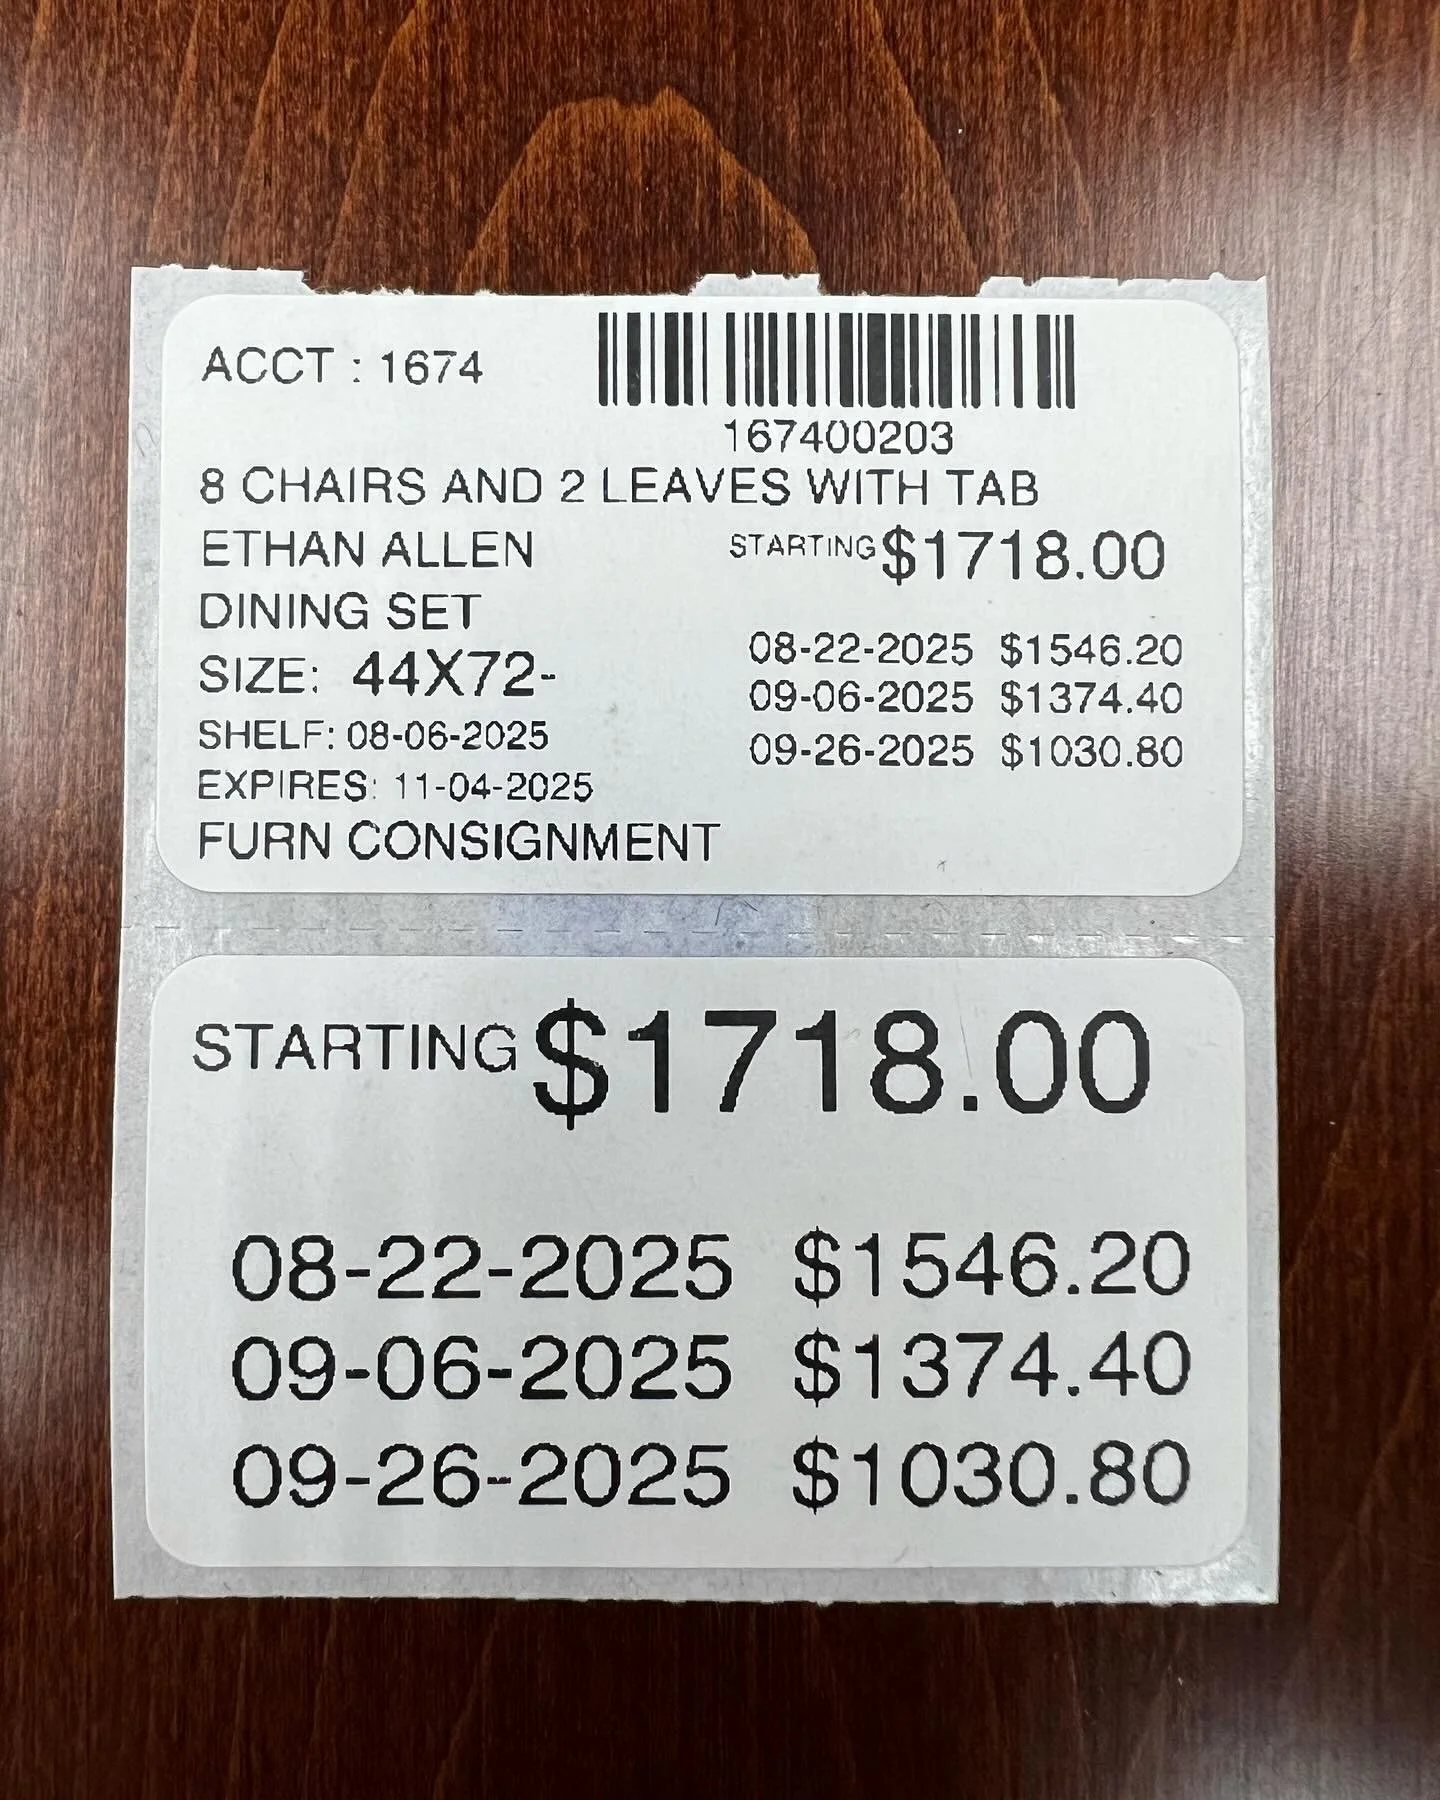 ACCT : 1674
167400203
8 CHAIRS AND 2 LEAVES WITH TAB
ETHAN ALLEN STARTING $1718.00
DINING SET
08-22-2025 $1546.20
SIZE: 44X72-
09-06-2025 $1374.40
SHELF: 08-06-2025
09-26-2025 $1030.80
EXPIRES: 11-04-2025
FURN CONSIGNMENT
STARTING $1718.00
08-22-2025 $1546.20
09-06-2025 $1374.40
09-26-2025 $1030.80